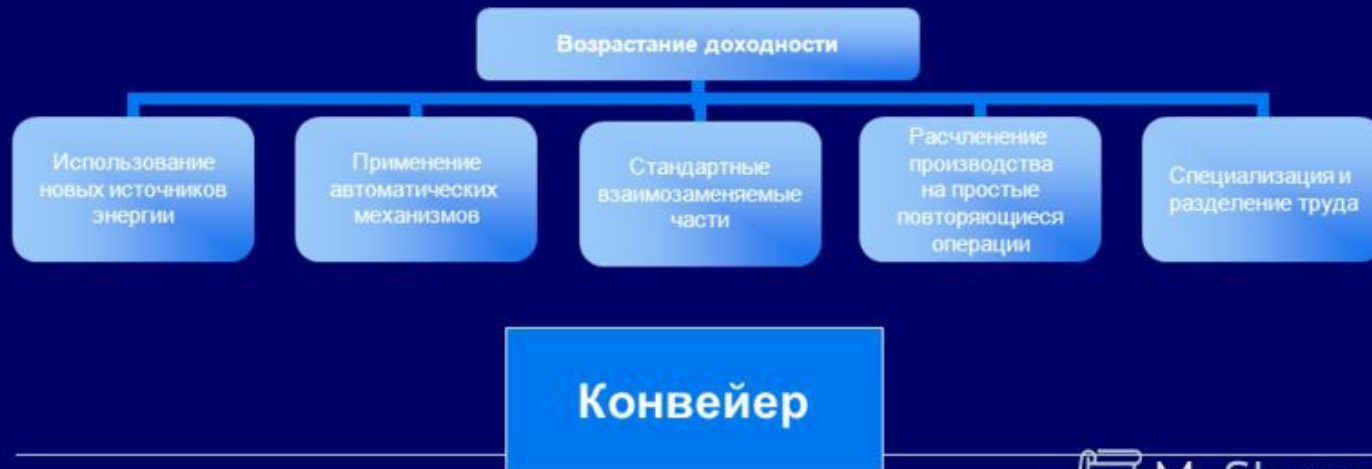 Возрастание доходности
Использование
новых источников
энергии
Применение
автоматических
механизмов
Стандартные
взаимозаменяемые
части
Расчленение
производства
на простые
повторяющиеся
операции
Специализация и
разделение труда
Конвейер